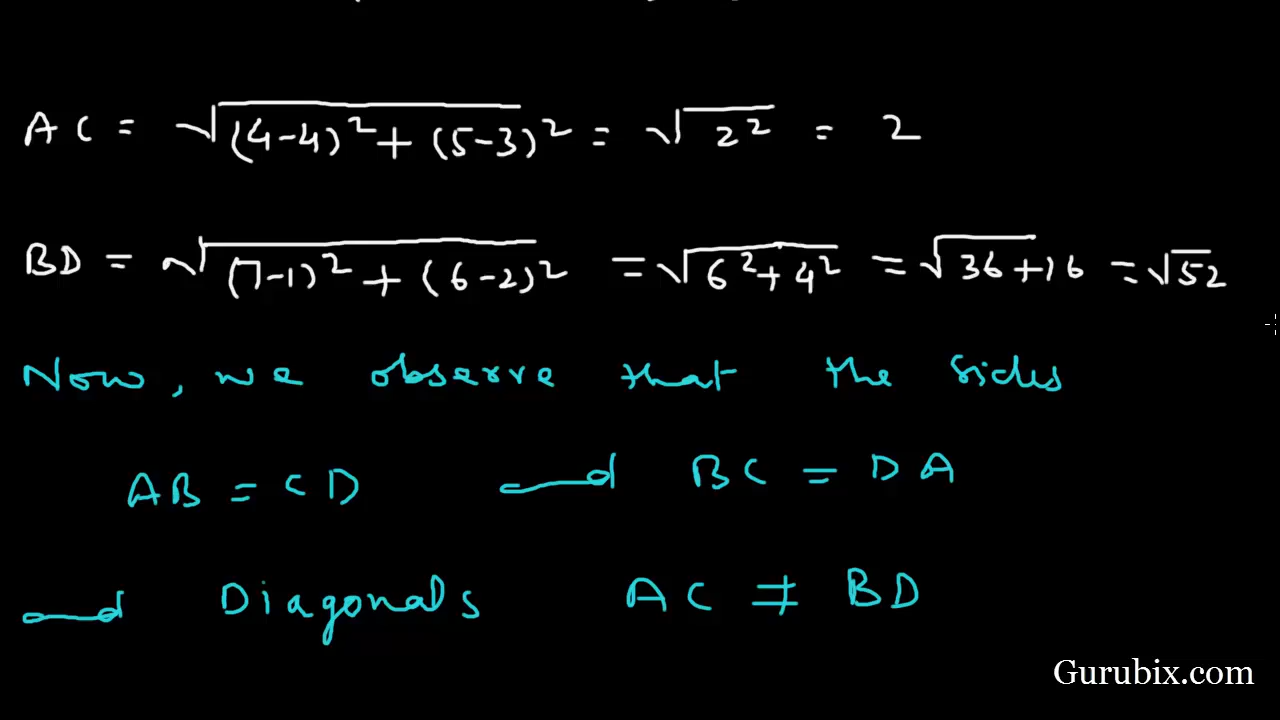 AC = √(4-4)² + (5-3)² = √2² = 2
BD = √(7-1)² + (6-2)² = √6² + 4² = √36 + 16 = √52
Now, we observe that the sides
AB = CD and BC = DA
and Diagonals AC ≠ BD
Gurubix.com